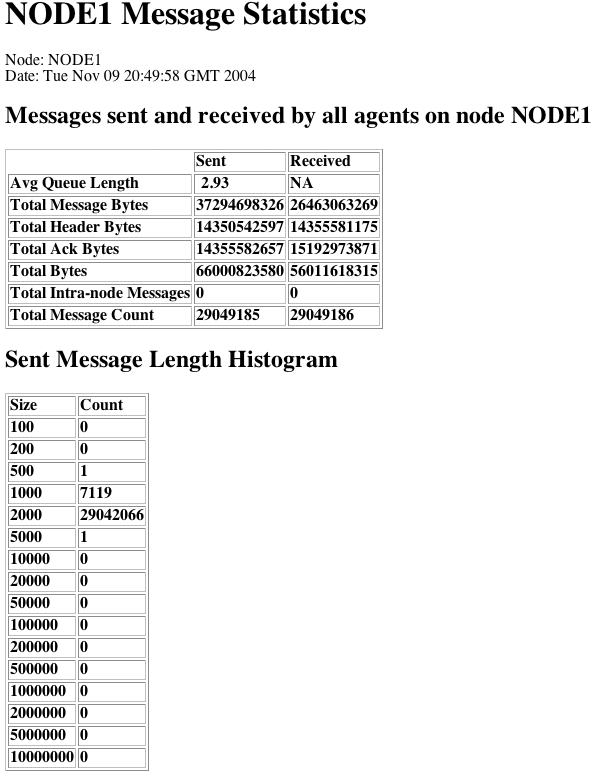 NODE1 Message Statistics
Node: NODE1
Date: Tue Nov 09 20:49:58 GMT 2004
Messages sent and received by all agents on node NODE1
Sent Received
Avg Queue Length 2.93 NA
Total Message Bytes 37294698326 26463063269
Total Header Bytes 14350542597 14355581175
Total Ack Bytes 14355582657 15192973871
Total Bytes 66000823580 56011618315
Total Intra-node Messages 0 0
Total Message Count 29049185 29049186
Sent Message Length Histogram
Size Count
100 0
200 0
500 1
1000 7119
2000 29042066
5000 1
10000 0
20000 0
50000 0
100000 0
200000 0
500000 0
1000000 0
2000000 0
5000000 0
10000000 0